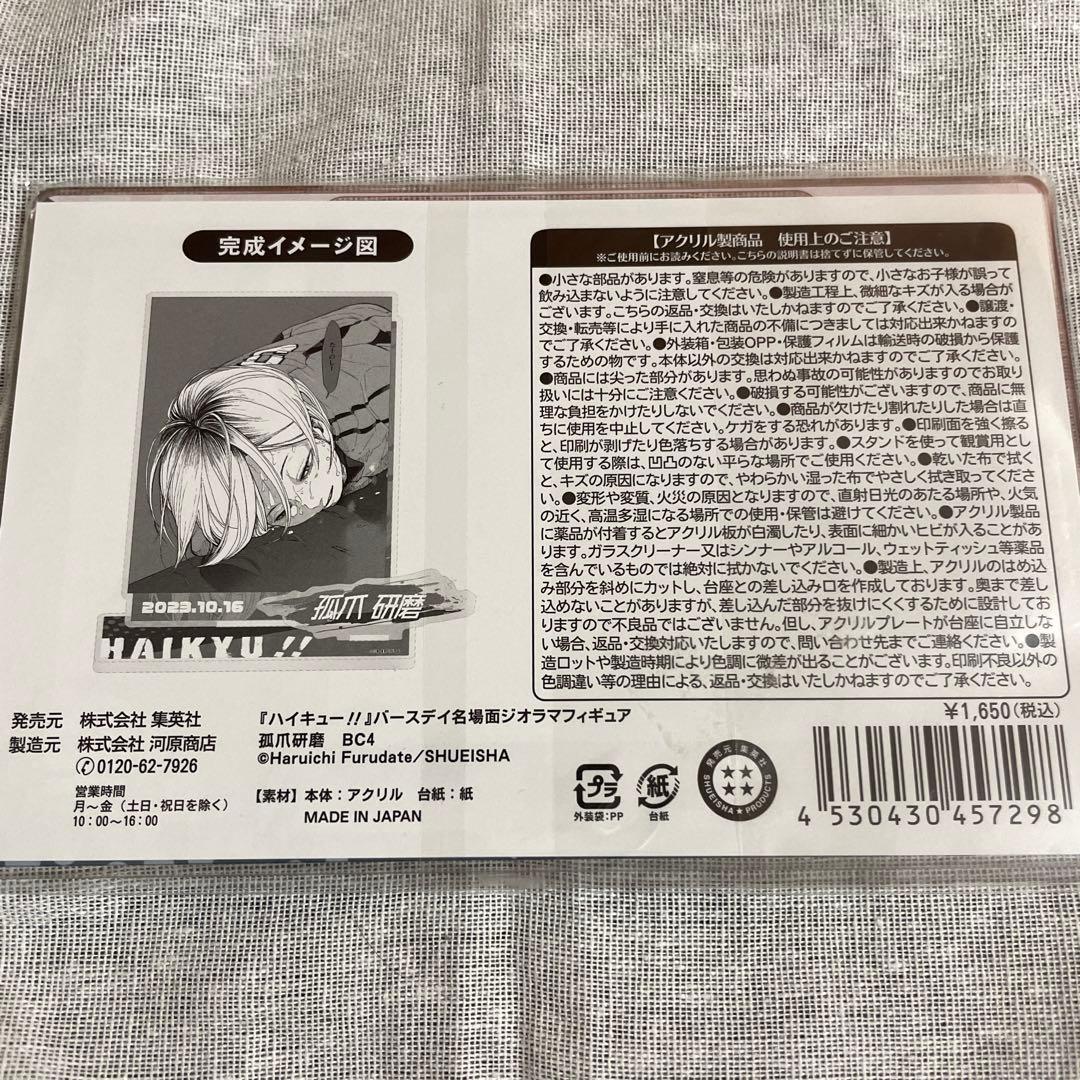 完成イメージ図
たのしー
2023.10.16
孤爪 研磨
HAIKYU!!
【アクリル製商品　使用上のご注意】
※ご使用前にお読みください。こちらの説明書は捨てずに保管してください。
●小さな部品があります。窒息等の危険がありますので、小さなお子様が誤って
飲み込まないように注意してください。●製造工程上、微細なキズが入る場合が
ございます。こちらの返品・交換はいたしかねますのでご了承ください。●譲渡・
交換・転売等により手に入れた商品の不備につきましては対応出来かねますの
でご了承ください。●外装箱・包装OPP・保護フィルムは輸送時の破損から保護
するための物です。本体以外の交換は対応出来かねますのでご了承ください。
●商品には尖った部分があります。思わぬ事故の可能性がありますのでお取り
扱いには十分にご注意ください。●破損する可能性がございますので、商品に無
理な負担をかけたりしないでください。●商品が欠けたり割れたりした場合は直
ちに使用を中止してください。ケガをする恐れがあります。●印刷面を強く擦る
と、印刷が剥げたり色落ちする場合があります。●スタンドを使って観賞用とし
て使用する際は、凹凸のない平らな場所でご使用ください。●乾いた布で拭く
と、キズの原因になりますので、やわらかい湿った布でやさしく拭き取ってくださ
い。●変形や変質、火災の原因となりますので、直射日光のあたる場所や、火気
の近く、高温多湿になる場所での使用・保管は避けてください。●アクリル製品
に薬品が付着するとアクリル板が白濁したり、表面に細かいヒビが入ることがあ
ります。ガラスクリーナー又はシンナーやアルコール、ウェットティッシュ等薬品
を含んでいるものでは絶対に拭かないでください。●製造上、アクリルのはめ込
み部分を斜めにカットし、台座との差し込み口を作成しております。奥まで差し
込めないことがありますが、差し込んだ部分を抜けにくくするために設計してお
りますので不良品ではございません。但し、アクリルプレートが台座に自立しな
い場合、返品・交換対応いたしますので、問い合わせ先までご連絡ください。●製
造ロットや製造時期により色調に微差が出ることがございます。印刷不良以外の
色調違い等の理由による、返品・交換はいたしかねますのでご了承ください。
¥1,650(税込)
発売元　株式会社 集英社
製造元　株式会社 河原商店
✆0120-62-7926
営業時間
月〜金（土日・祝日を除く）
10：00〜16：00
『ハイキュー!!』バースデイ名場面ジオラマフィギュア
孤爪研磨　BC4
©Haruichi Furudate/SHUEISHA
【素材】本体：アクリル　台紙：紙
MADE IN JAPAN
プラ
外装袋：PP
紙
台紙
発売元：集英社
SHUEISHA★PRODUCTS
4 530430 457298